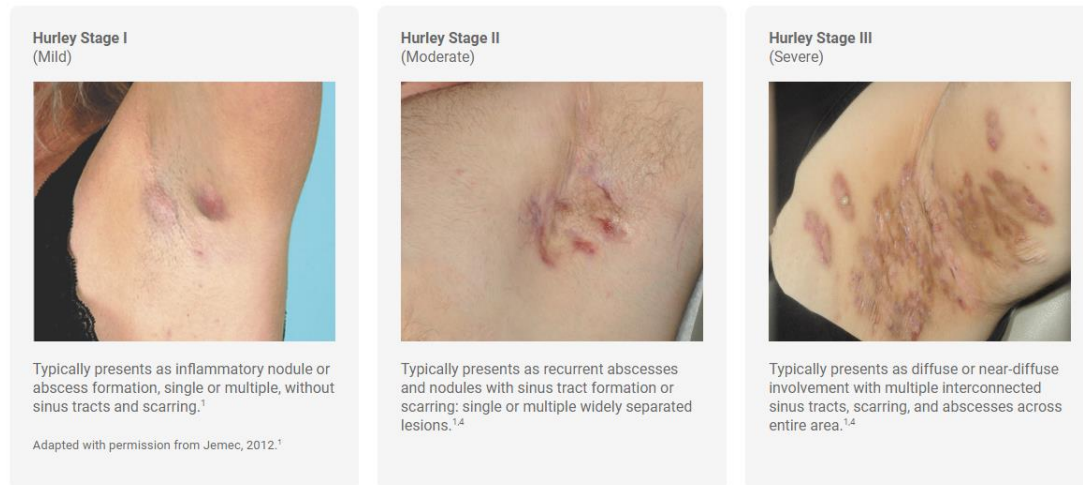 Hurley Stage I
(Mild)
Typically presents as inflammatory nodule or
abscess formation, single or multiple, without
sinus tracts and scarring.¹
Adapted with permission from Jemec, 2012.¹
Hurley Stage II
(Moderate)
Typically presents as recurrent abscesses
and nodules with sinus tract formation or
scarring: single or multiple widely separated
lesions.¹,⁴
Hurley Stage III
(Severe)
Typically presents as diffuse or near-diffuse
involvement with multiple interconnected
sinus tracts, scarring, and abscesses across
entire area.¹,⁴